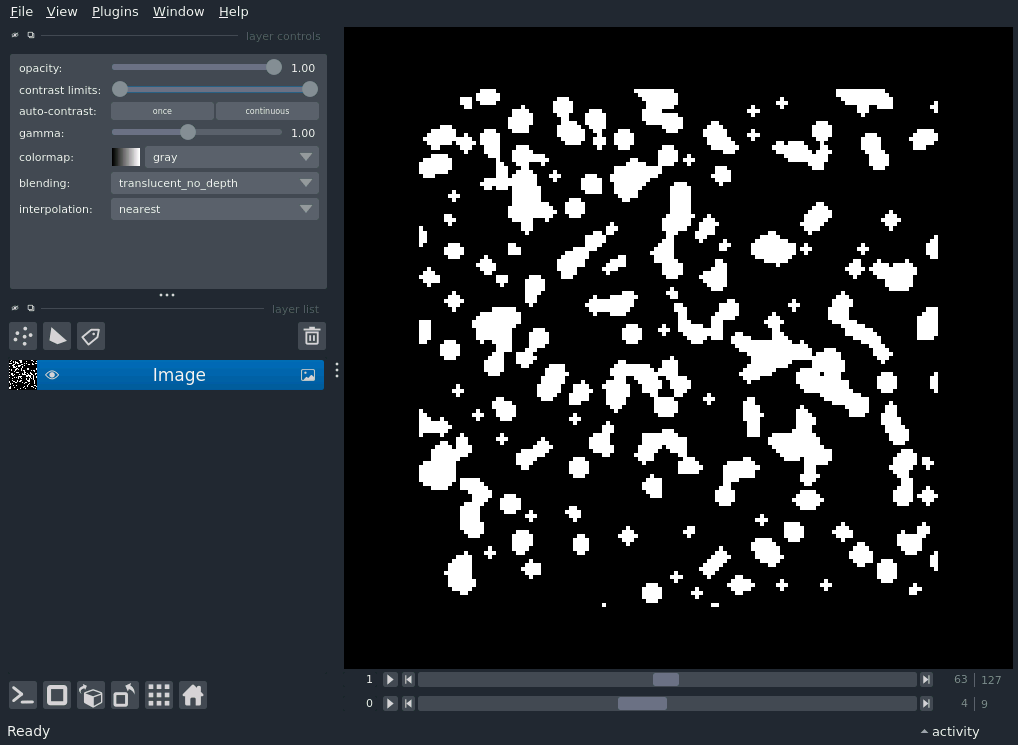 File View Plugins Window Help
layer controls
opacity: 1.00
contrast limits:
auto-contrast: once continuous
gamma: 1.00
colormap: gray
blending: translucent_no_depth
interpolation: nearest
layer list
Image
1 63 127
0 4 9
Ready activity